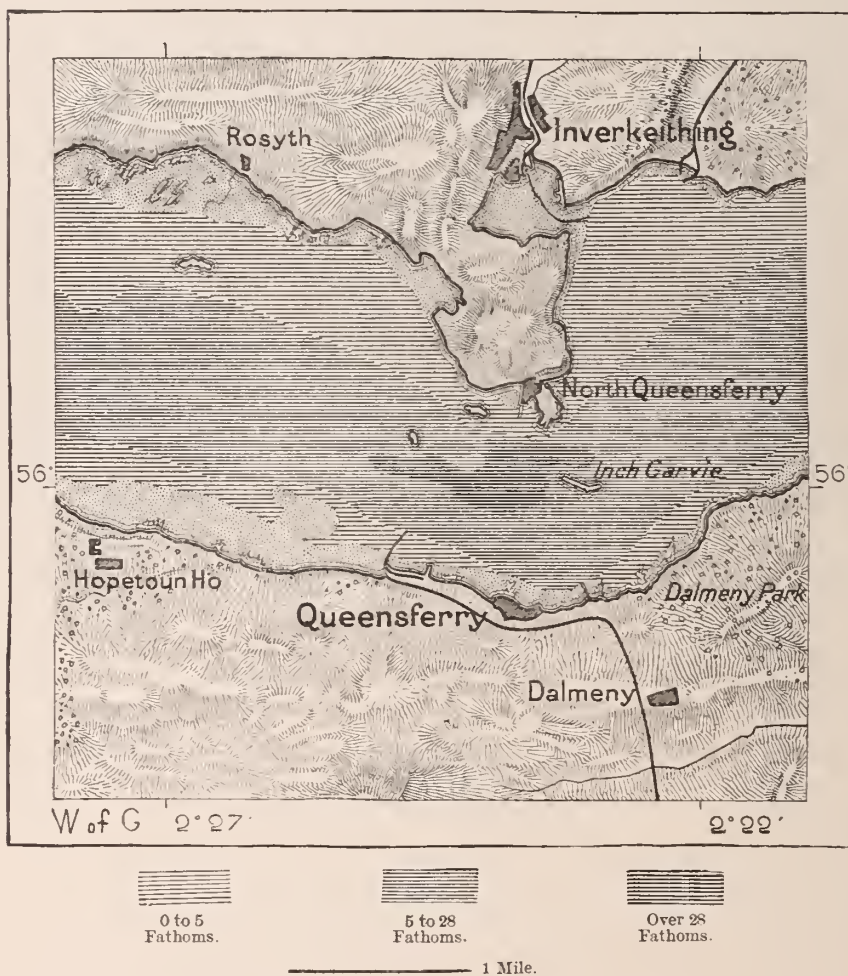 Rosyth
Inverkeithing
North Queensferry
56°
Inch Garvie
56°
Hopetoun Ho
Queensferry
Dalmeny Park
Dalmeny
W of G
2°27'
2°22'
0 to 5
Fathoms.
5 to 28
Fathoms.
Over 28
Fathoms.
1 Mile.